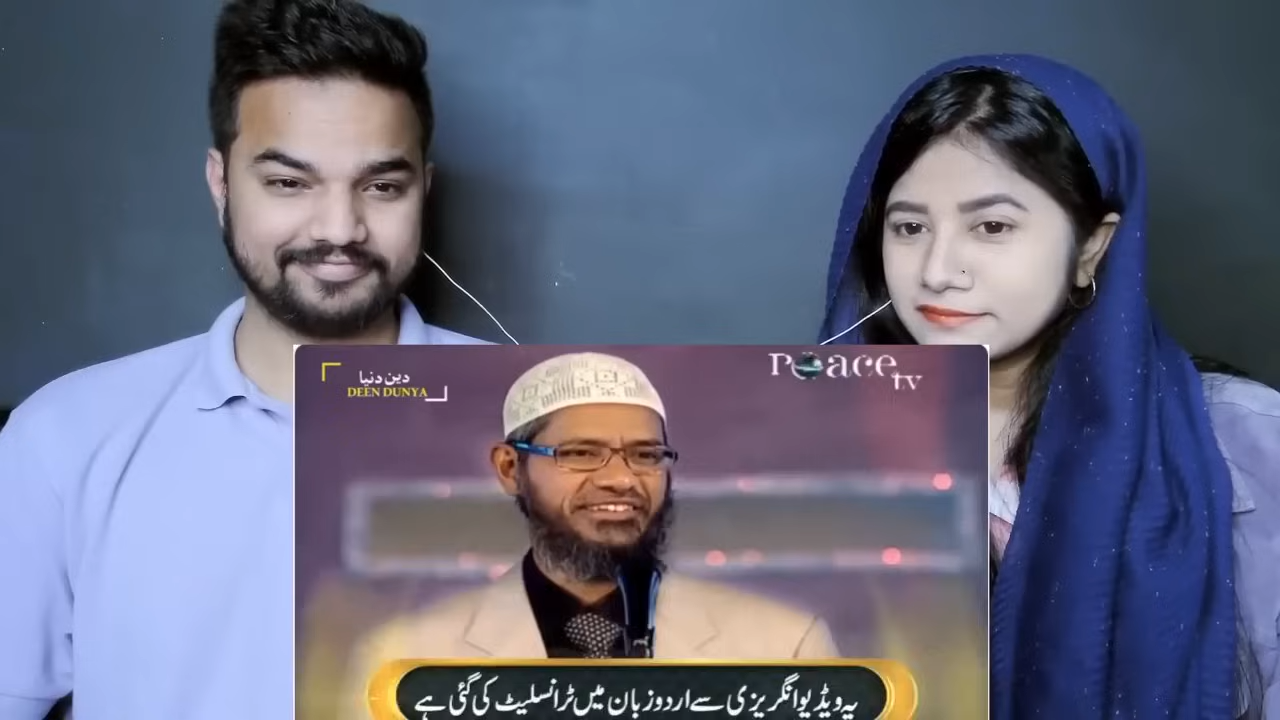 دین دنیا
DEEN DUNYA
Peace tv
یہ ویڈیو انگریزی سے اردو زبان میں ٹرانسلیٹ کی گئی ہے